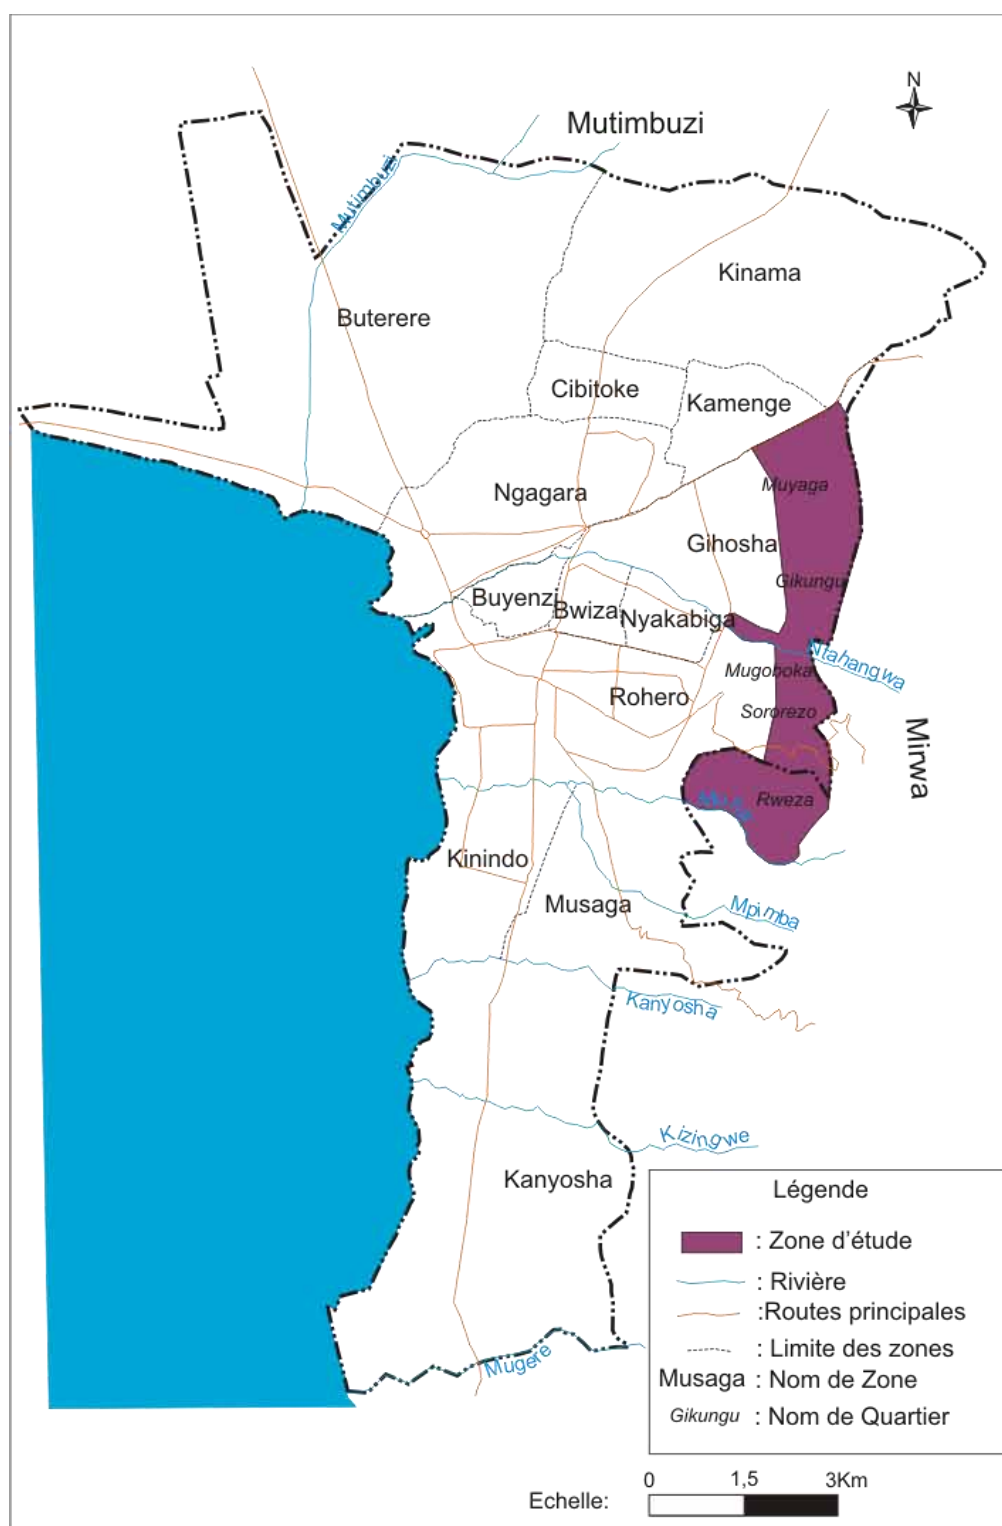 N
Mutimbuzi
Mutimbuzi
Kinama
Buterere
Cibitoke
Kamenge
Muyaga
Ngagara
Gihosha
Gikungu
Buyenzi
Bwiza
Nyakabiga
Ntahangwa
Mugoboka
Rohero
Sororezo
Mirwa
Rweza
Kinindo
Musaga
Mpimba
Kanyosha
Kizingwe
Kanyosha
Mugere
Légende
: Zone d'étude
: Rivière
:Routes principales
: Limite des zones
Musaga : Nom de Zone
Gikungu : Nom de Quartier
0 1,5 3Km
Echelle: